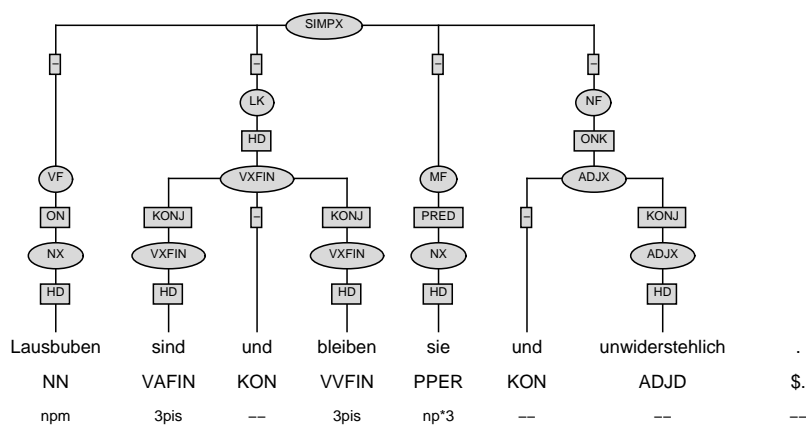 SIMPX
– – – –
LK NF
HD ONK
VF VXFIN MF ADJX
ON KONJ – KONJ PRED – KONJ
NX VXFIN VXFIN NX ADJX
HD HD HD HD HD
Lausbuben sind und bleiben sie und unwiderstehlich .
NN VAFIN KON VVFIN PPER KON ADJD $.
npm 3pis –– 3pis np*3 –– –– ––